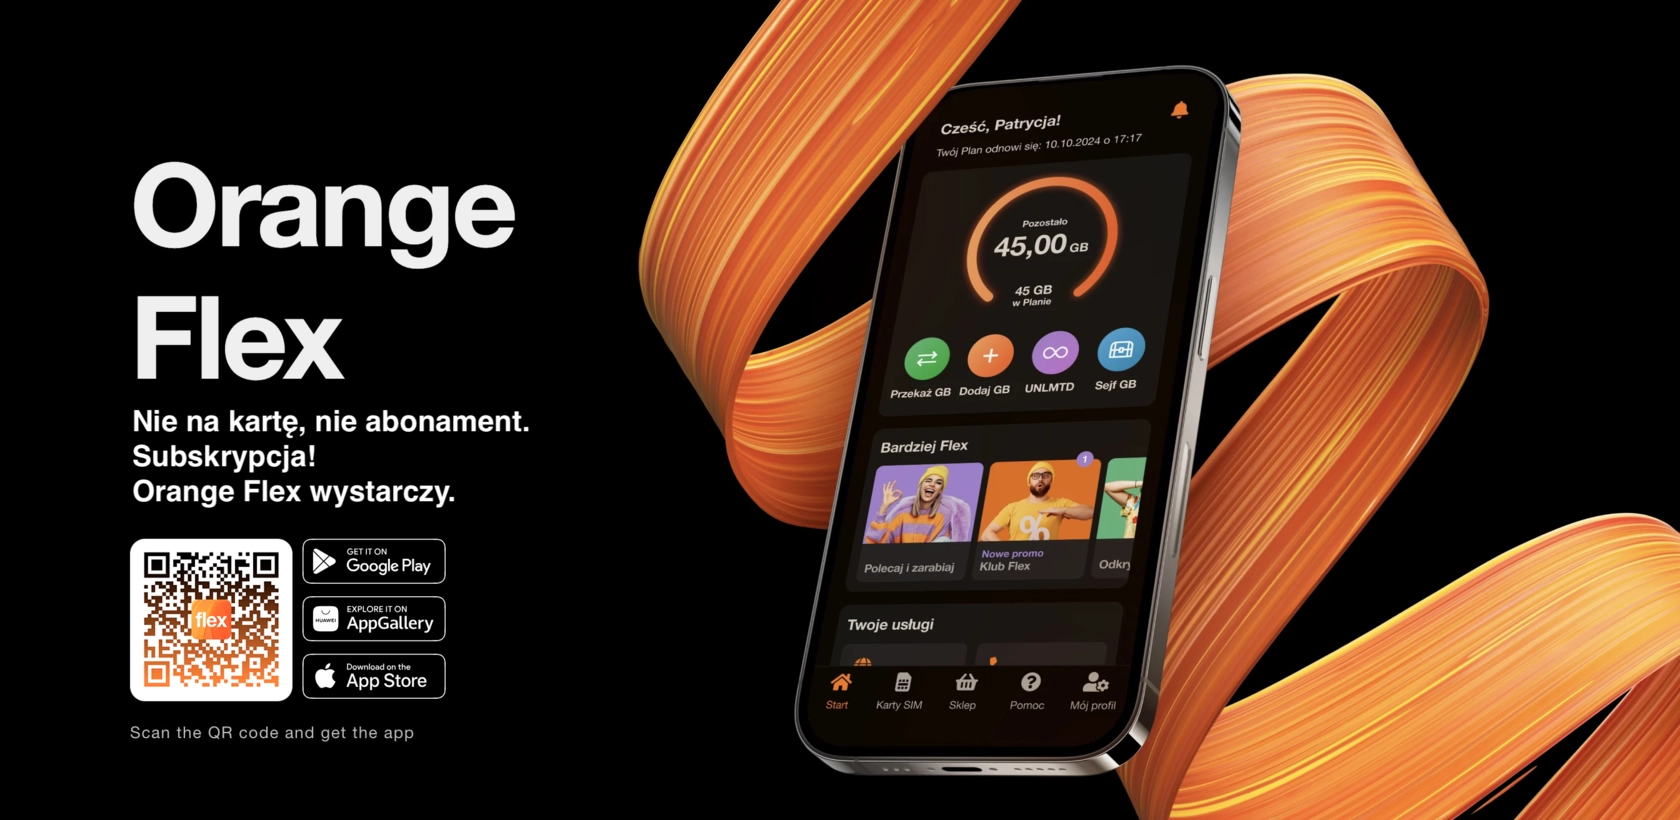 Orange
Flex
Nie na kartę, nie abonament.
Subskrypcja!
Orange Flex wystarczy.
flex
GET IT ON
Google Play
HUAWEI
EXPLORE IT ON
AppGallery
Download on the
App Store
Scan the QR code and get the app
Cześć, Patrycja!
Twój Plan odnowi się: 10.10.2024 o 17:17
Pozostało
45,00 GB
45 GB
w Planie
Przekaż GB Dodaj GB UNLMTD Sejf GB
Bardziej Flex
1
%
Polecaj i zarabiaj
Nowe promo
Klub Flex
Odkry
Twoje usługi
Start Karty SIM Sklep Pomoc Mój profil